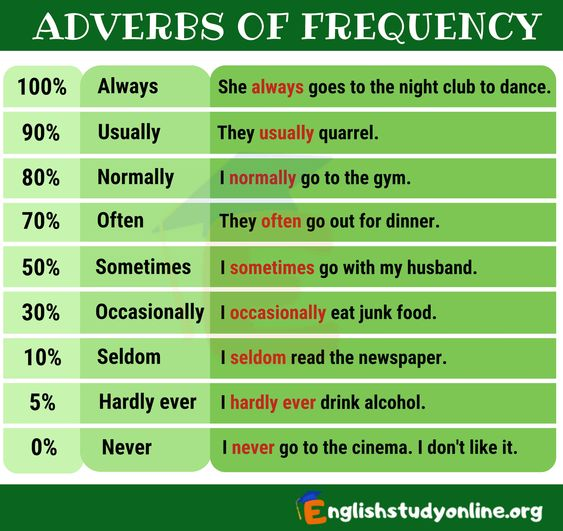 ADVERBS OF FREQUENCY
100% Always She always goes to the night club to dance.
90% Usually They usually quarrel.
80% Normally I normally go to the gym.
70% Often They often go out for dinner.
50% Sometimes I sometimes go with my husband.
30% Occasionally I occasionally eat junk food.
10% Seldom I seldom read the newspaper.
5% Hardly ever I hardly ever drink alcohol.
0% Never I never go to the cinema. I don't like it.
Englishstudyonline.org